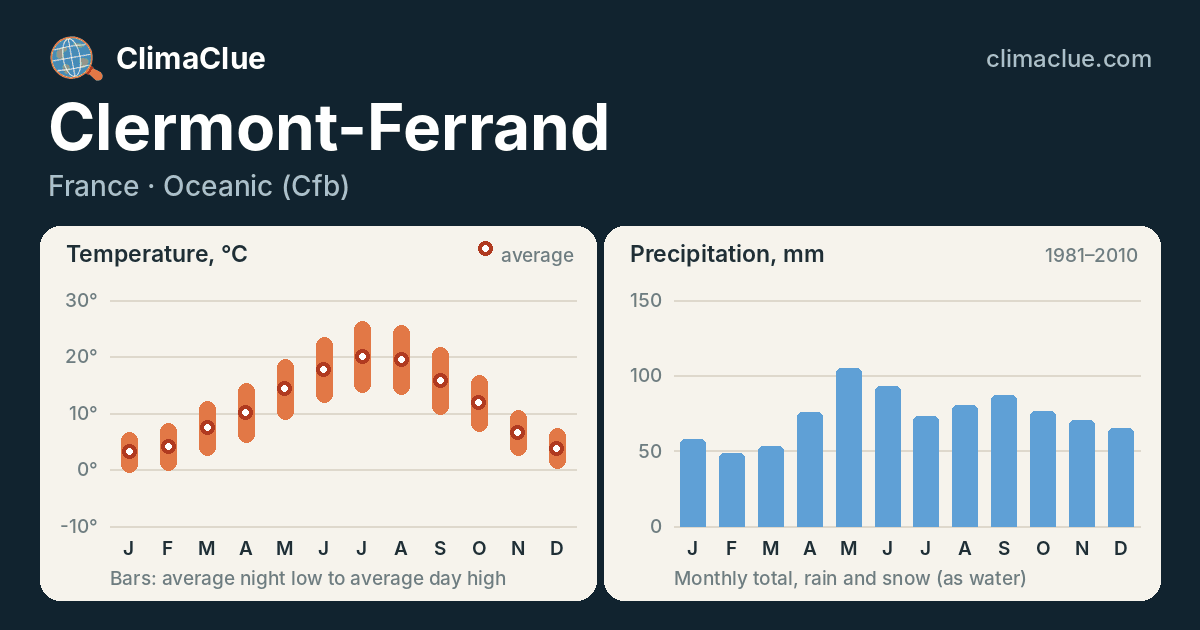 ClimaClue
climaclue.com
Clermont-Ferrand
France · Oceanic (Cfb)
Temperature, °C
average
30°
20°
10°
0°
-10°
J F M A M J J A S O N D
Bars: average night low to average day high
Precipitation, mm
1981–2010
150
100
50
0
J F M A M J J A S O N D
Monthly total, rain and snow (as water)